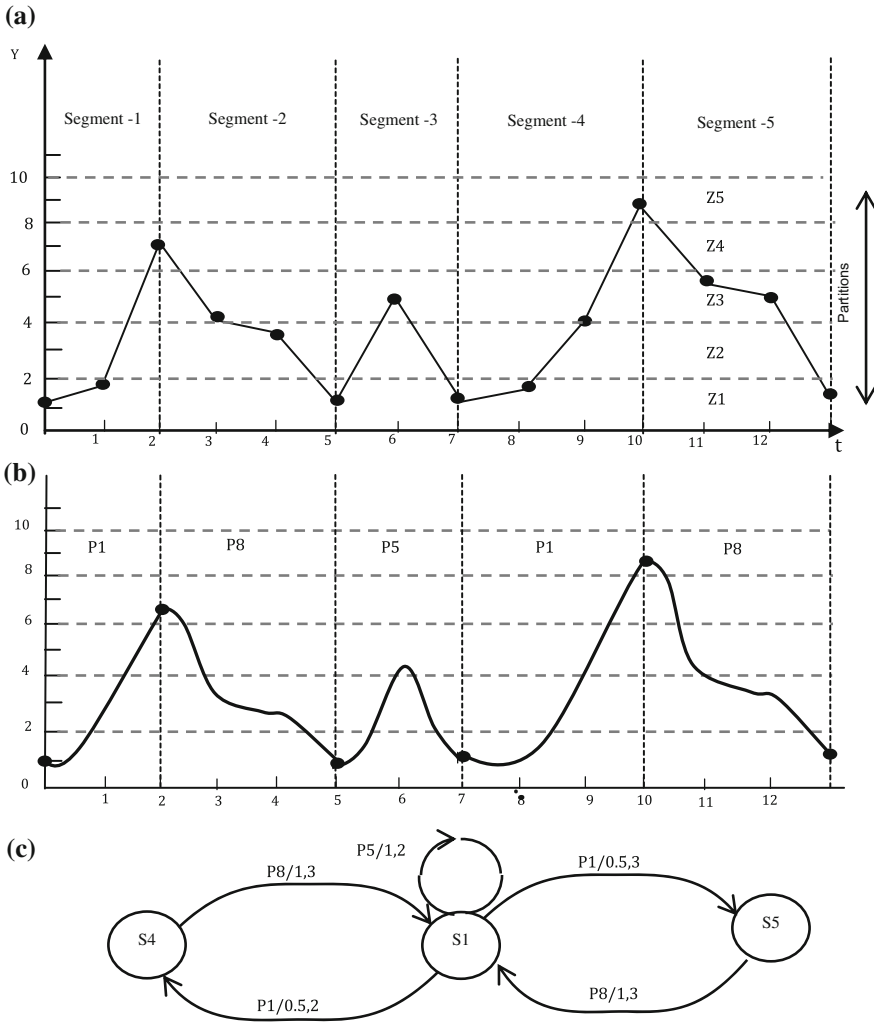 (a)
Y
Segment -1 Segment -2 Segment -3 Segment -4 Segment -5
10
Z5
8
Z4
6
Z3
4
Z2
2
Z1
0
Partitions
1 2 3 4 5 6 7 8 9 10 11 12
t
(b)
10
P1 P8 P5 P1 P8
8
6
4
2
0
1 2 3 4 5 6 7 8 9 10 11 12
(c)
P5/1,2
P8/1,3 P1/0.5,3
S4 S1 S5
P1/0.5,2 P8/1,3